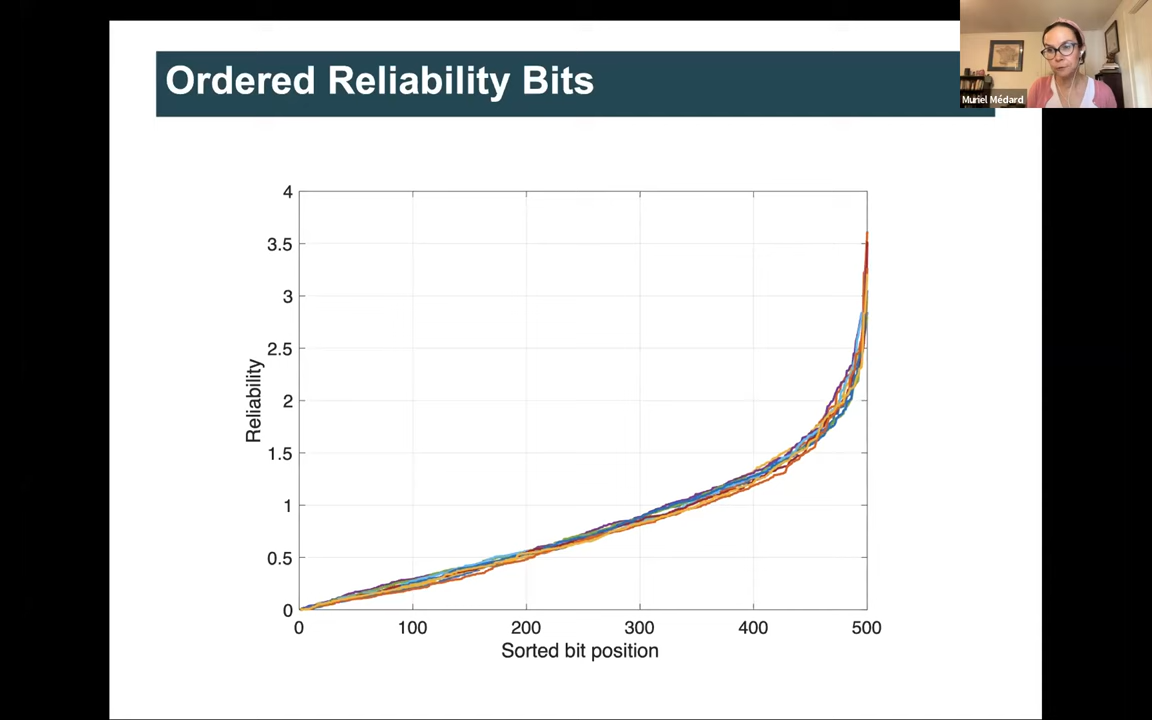 Ordered Reliability Bits
Muriel Médard
4
3.5
3
2.5
2
1.5
1
0.5
0
Reliability
0 100 200 300 400 500
Sorted bit position